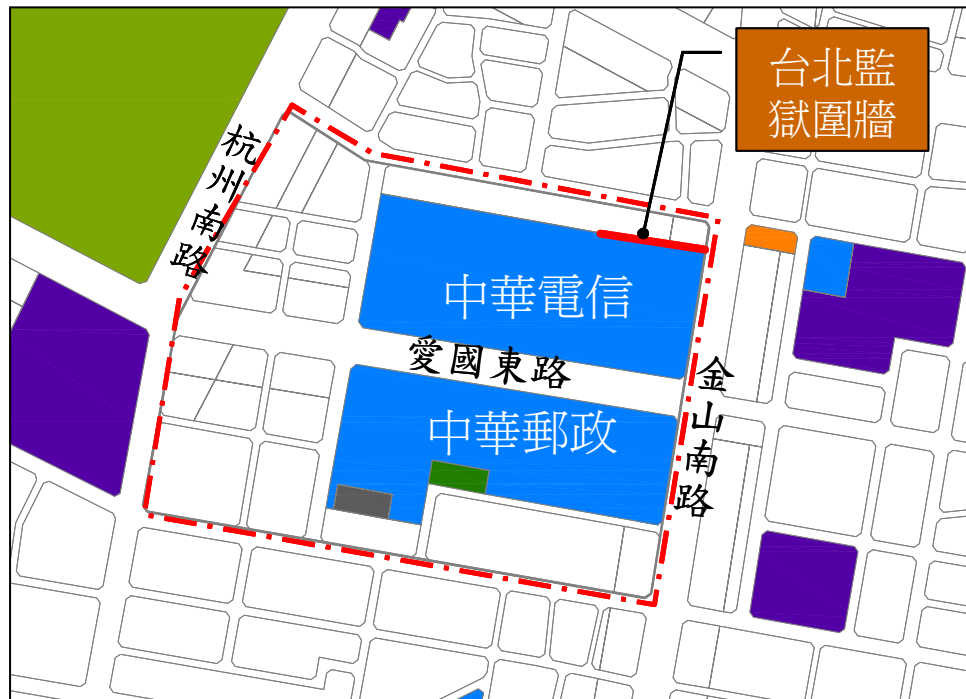 台北監
獄圍牆
杭州南路
中華電信
愛國東路
金山南路
中華郵政